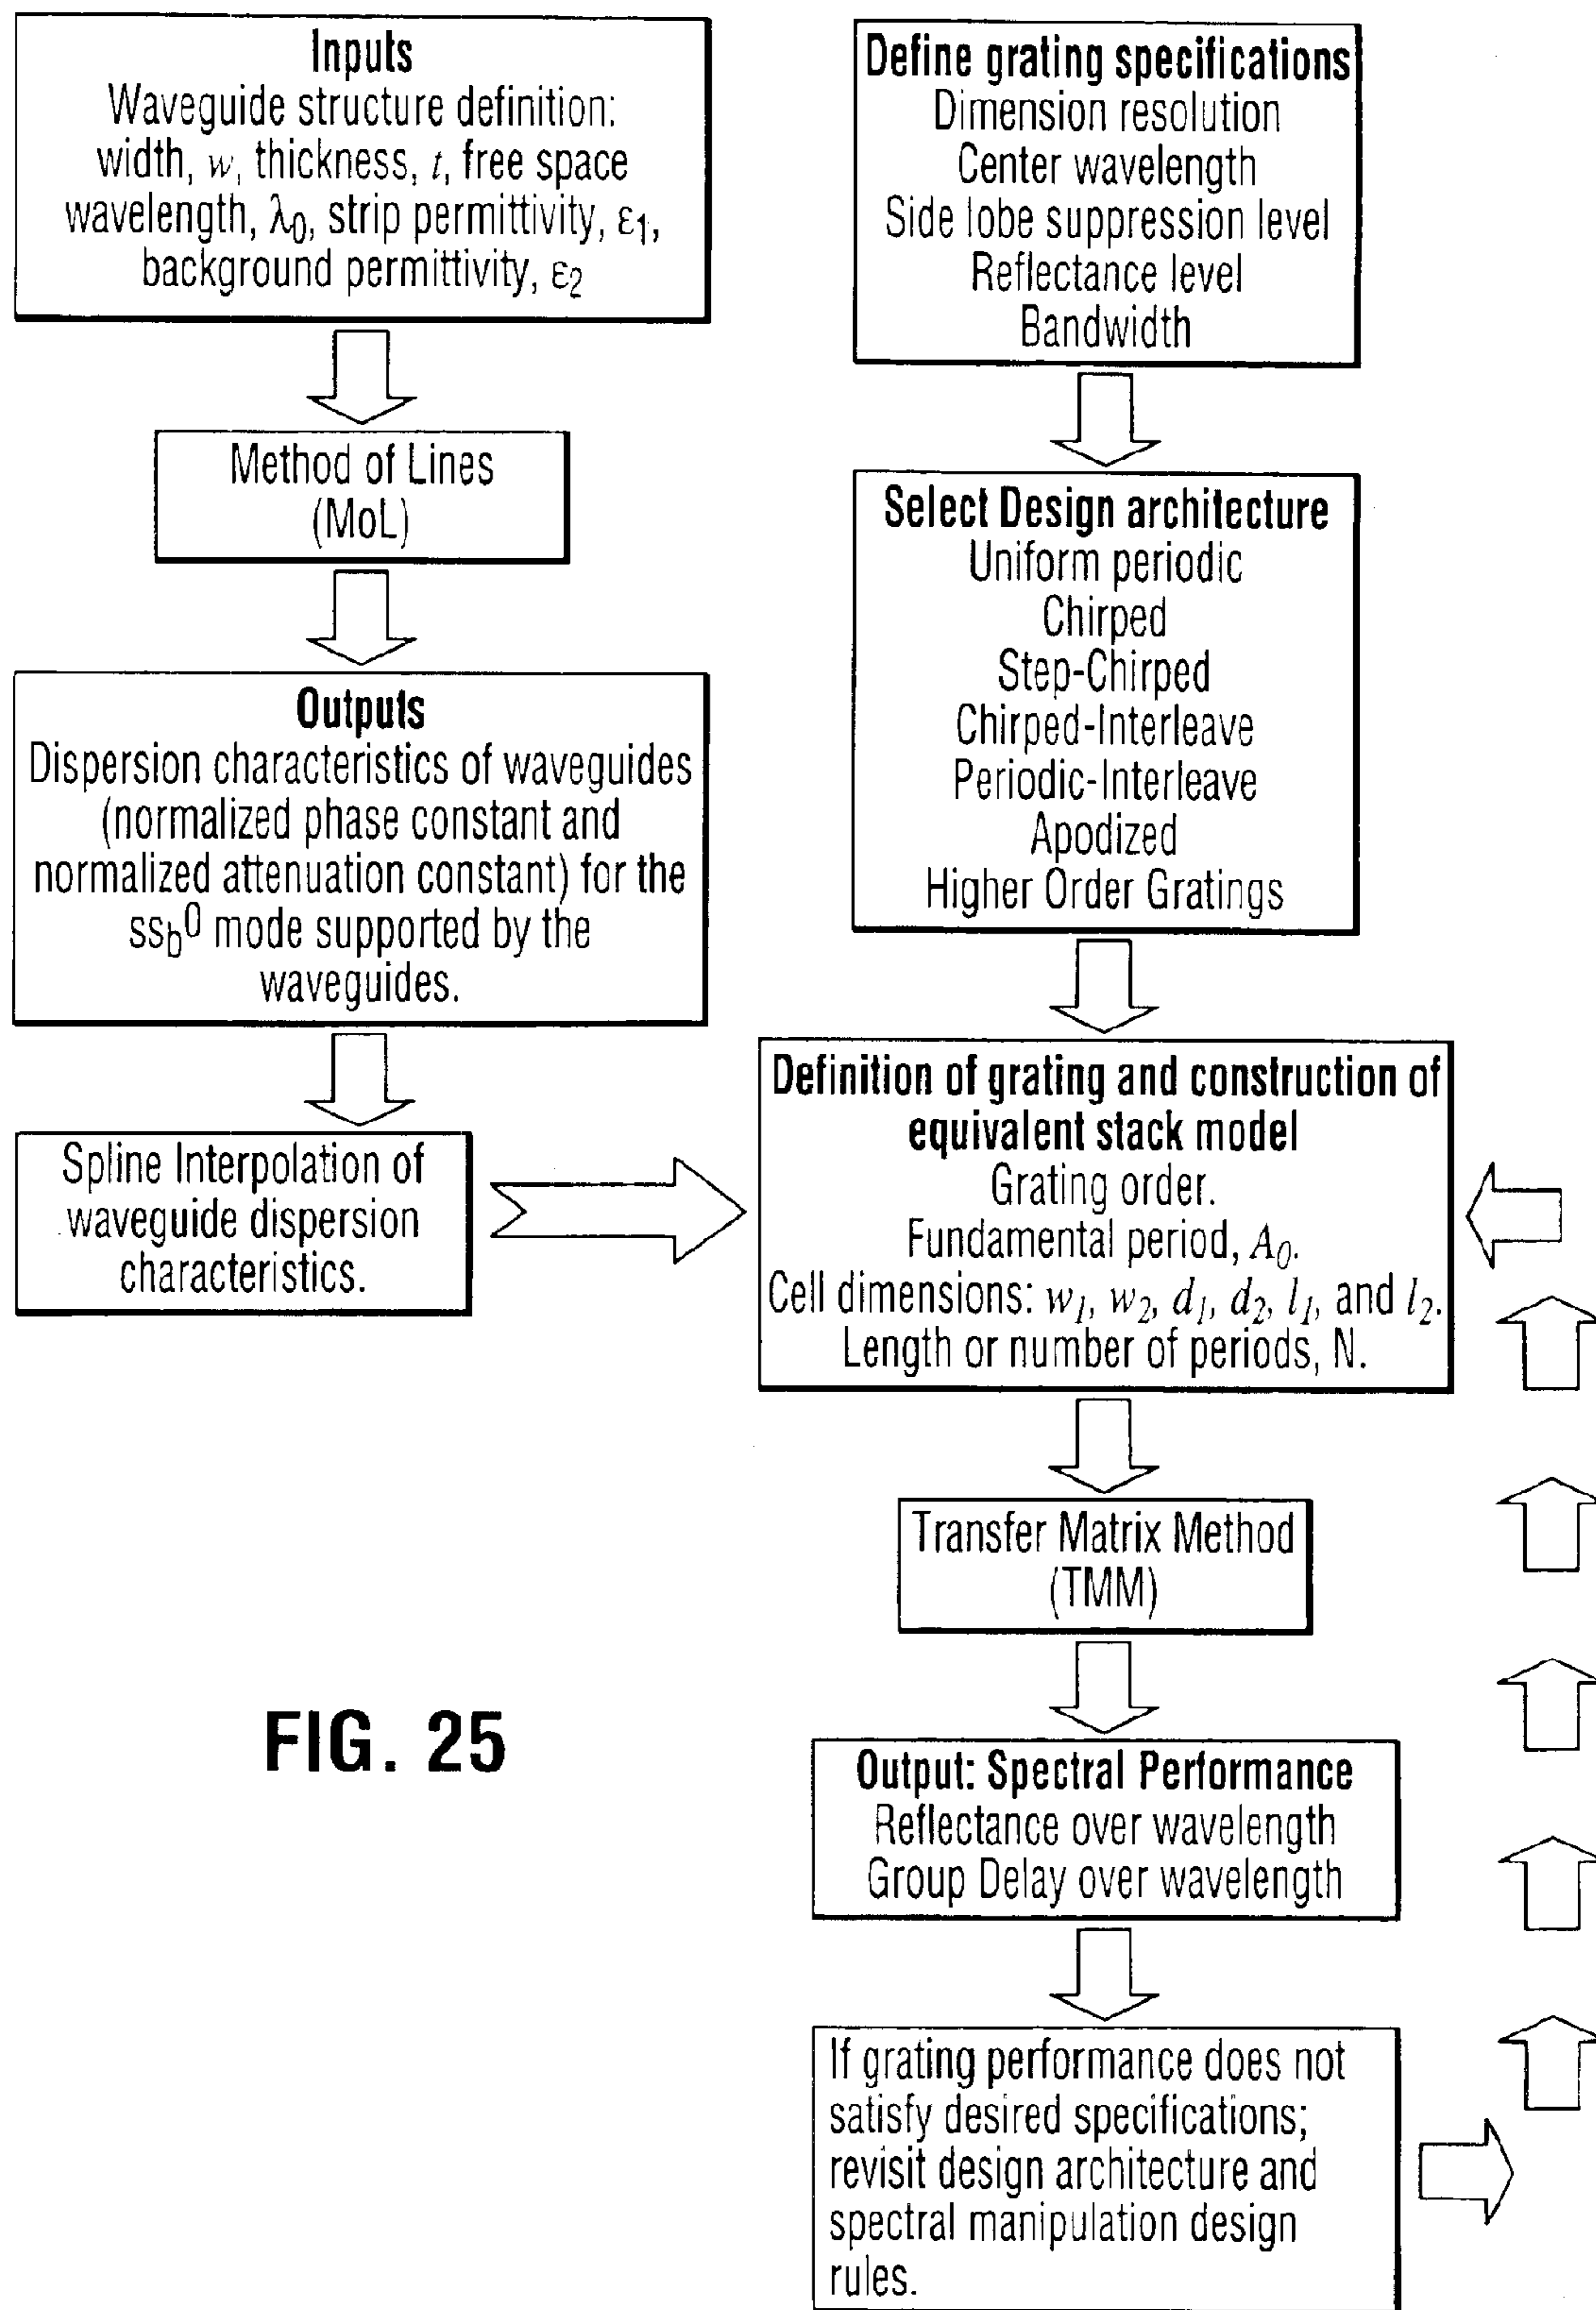 Inputs
Waveguide structure definition:
width, w, thickness, t, free space
wavelength, λ0, strip permittivity, ε1,
background permittivity, ε2
Method of Lines
(MoL)
Outputs
Dispersion characteristics of waveguides
(normalized phase constant and
normalized attenuation constant) for the
ssb0 mode supported by the
waveguides.
Spline Interpolation of
waveguide dispersion
characteristics.
Define grating specifications
Dimension resolution
Center wavelength
Side lobe suppression level
Reflectance level
Bandwidth
Select Design architecture
Uniform periodic
Chirped
Step-Chirped
Chirped-Interleave
Periodic-Interleave
Apodized
Higher Order Gratings
Definition of grating and construction of
equivalent stack model
Grating order.
Fundamental period, A0.
Cell dimensions: w1, w2, d1, d2, l1, and l2.
Length or number of periods, N.
Transfer Matrix Method
(TMM)
Output: Spectral Performance
Reflectance over wavelength
Group Delay over wavelength
If grating performance does not
satisfy desired specifications;
revisit design architecture and
spectral manipulation design
rules.
FIG. 25